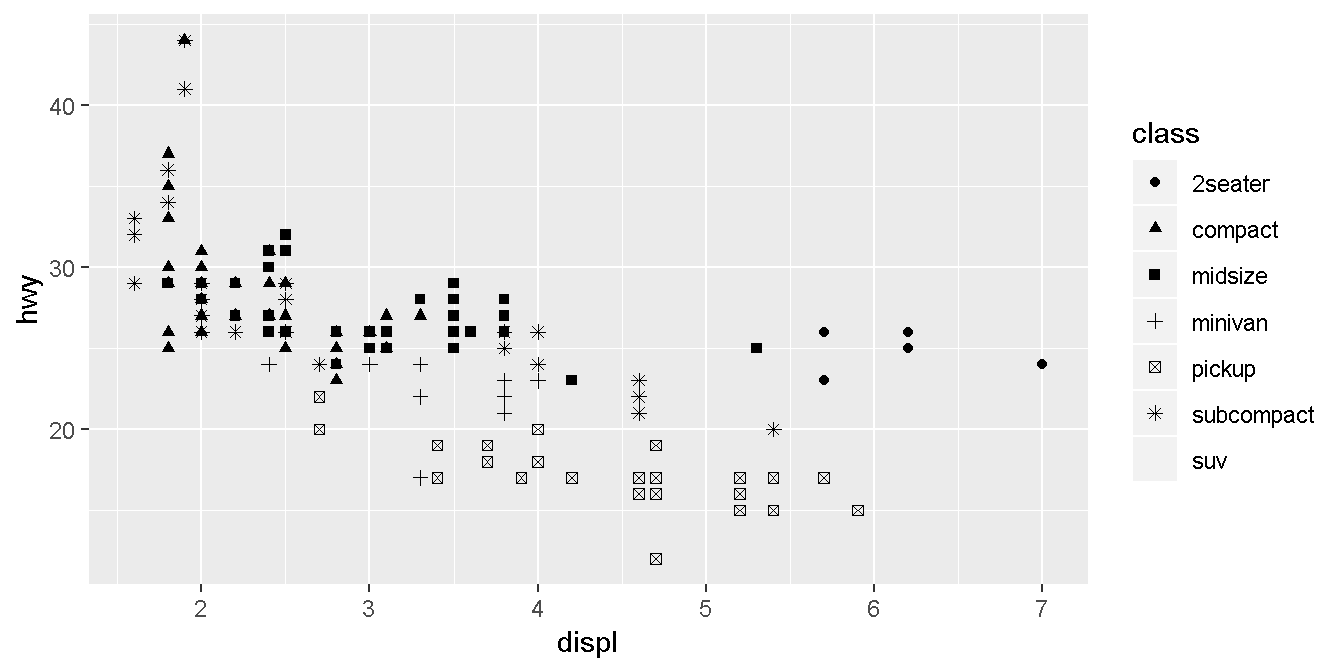 40
30
20
hwy
2 3 4 5 6 7
displ
class
2seater
compact
midsize
minivan
pickup
subcompact
suv